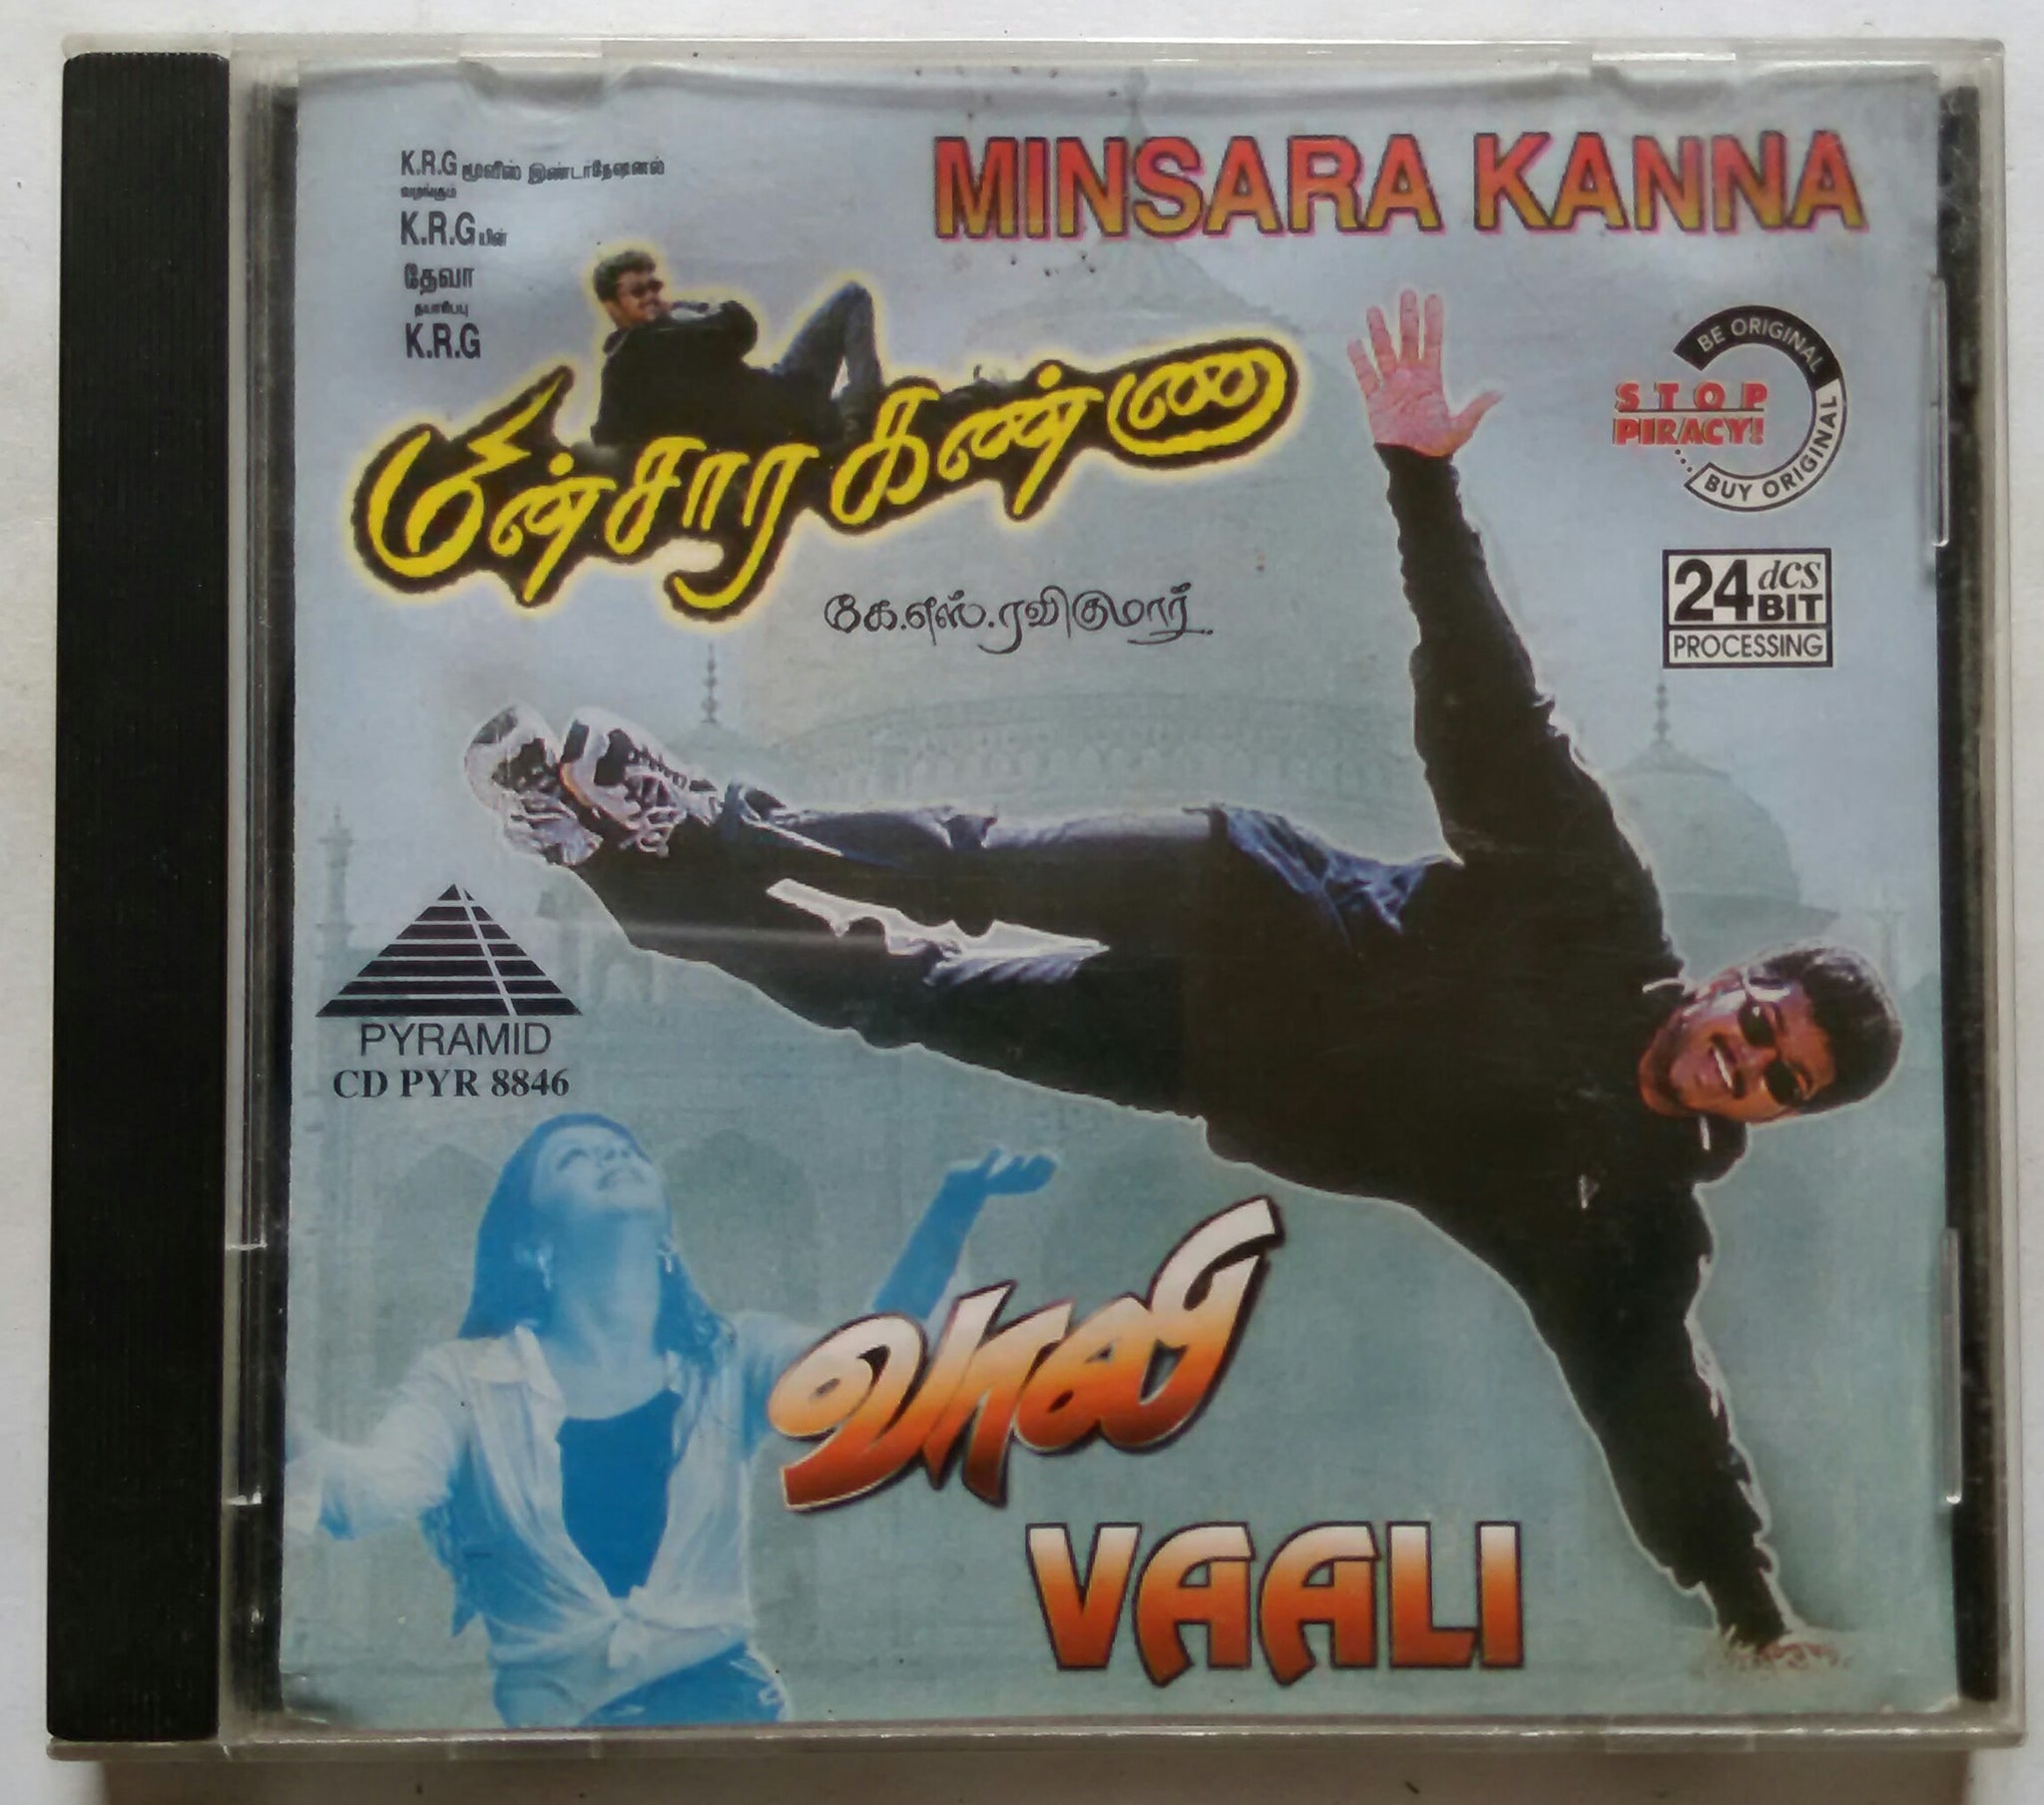 MINSARA KANNA
K.R.G மூவிஸ் இண்டர்நேஷனல்
வழங்கும்
K.R.G யின்
தேவா
K.R.G
மின்சார கண்ணா
கே.எஸ்.ரவிகுமார்
BE ORIGINAL
STOP
PIRACY!
...BUY ORIGINAL
24 dCS BIT
PROCESSING
PYRAMID
CD PYR 8846
வாலி
VAALI